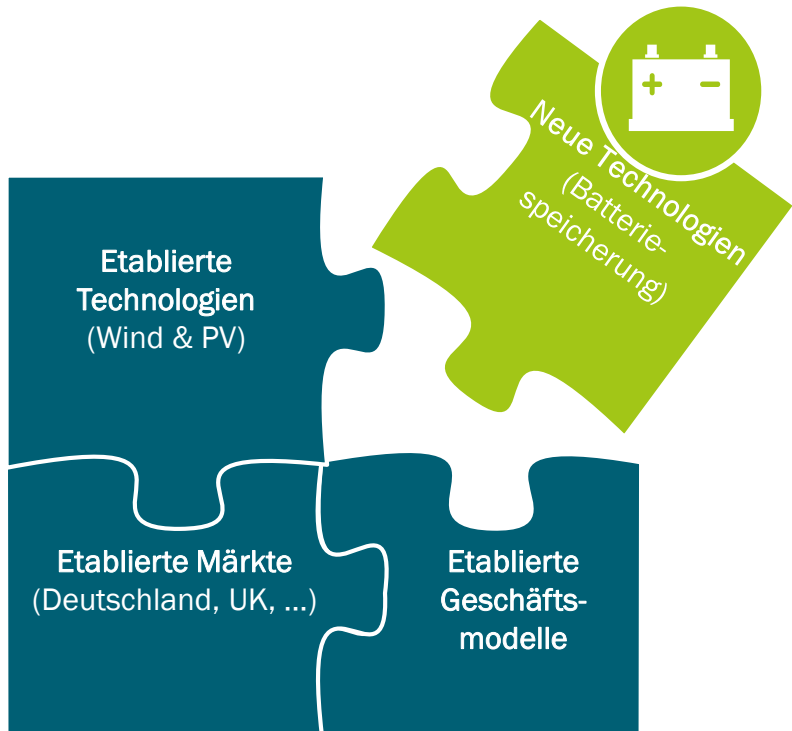 Neue Technologien
(Batterie-
speicherung)
Etablierte
Technologien
(Wind & PV)
Etablierte Märkte
(Deutschland, UK, ...)
Etablierte
Geschäfts-
modelle